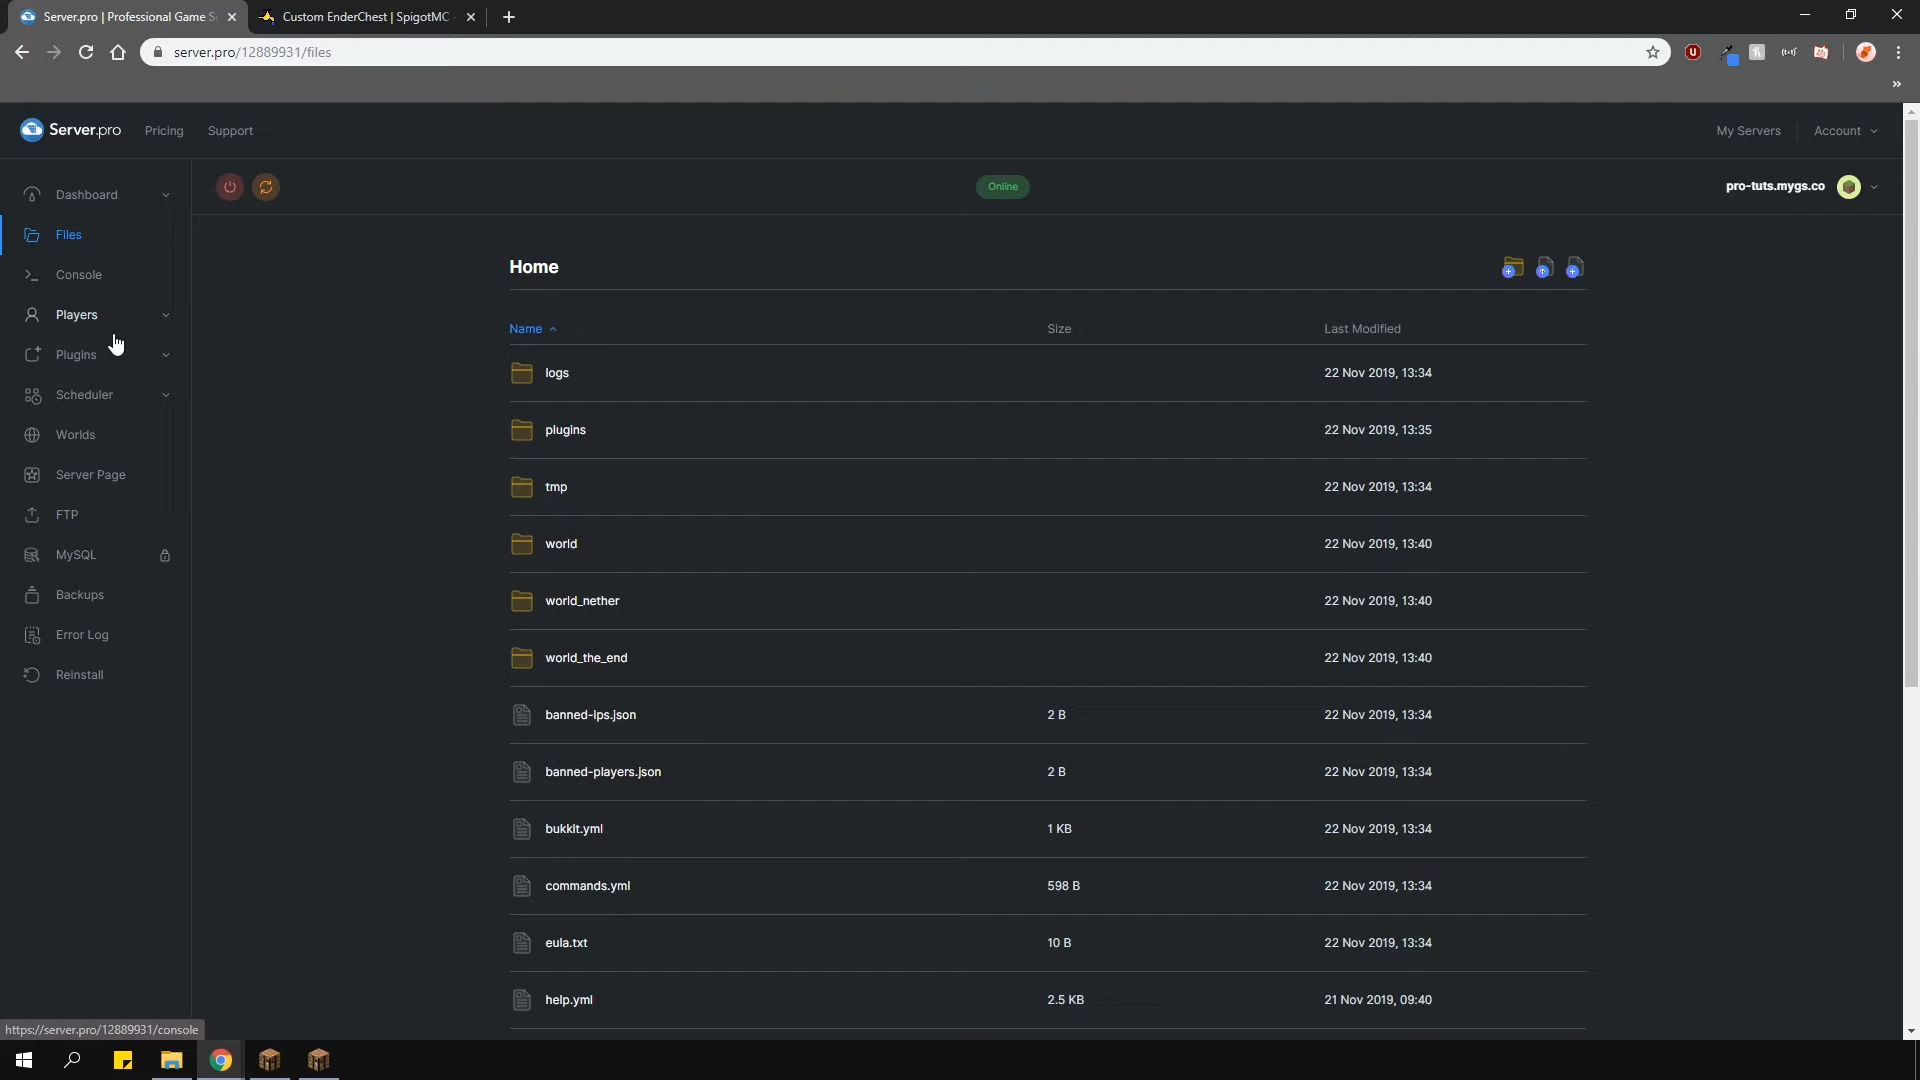 Server.pro | Professional Game S
Custom EnderChest | SpigotMC
server.pro/12889931/files
Server.pro
Pricing
Support
My Servers
Account
Dashboard
Online
pro-tuts.mygs.co
Files
Console
Players
Plugins
Scheduler
Worlds
Server Page
FTP
MySQL
Backups
Error Log
Reinstall
Home
Name
Size
Last Modified
logs
22 Nov 2019, 13:34
plugins
22 Nov 2019, 13:35
tmp
22 Nov 2019, 13:34
world
22 Nov 2019, 13:40
world_nether
22 Nov 2019, 13:40
world_the_end
22 Nov 2019, 13:40
banned-ips.json
2 B
22 Nov 2019, 13:34
banned-players.json
2 B
22 Nov 2019, 13:34
bukkit.yml
1 KB
22 Nov 2019, 13:34
commands.yml
598 B
22 Nov 2019, 13:34
eula.txt
10 B
22 Nov 2019, 13:34
help.yml
2.5 KB
21 Nov 2019, 09:40
https://server.pro/12889931/console